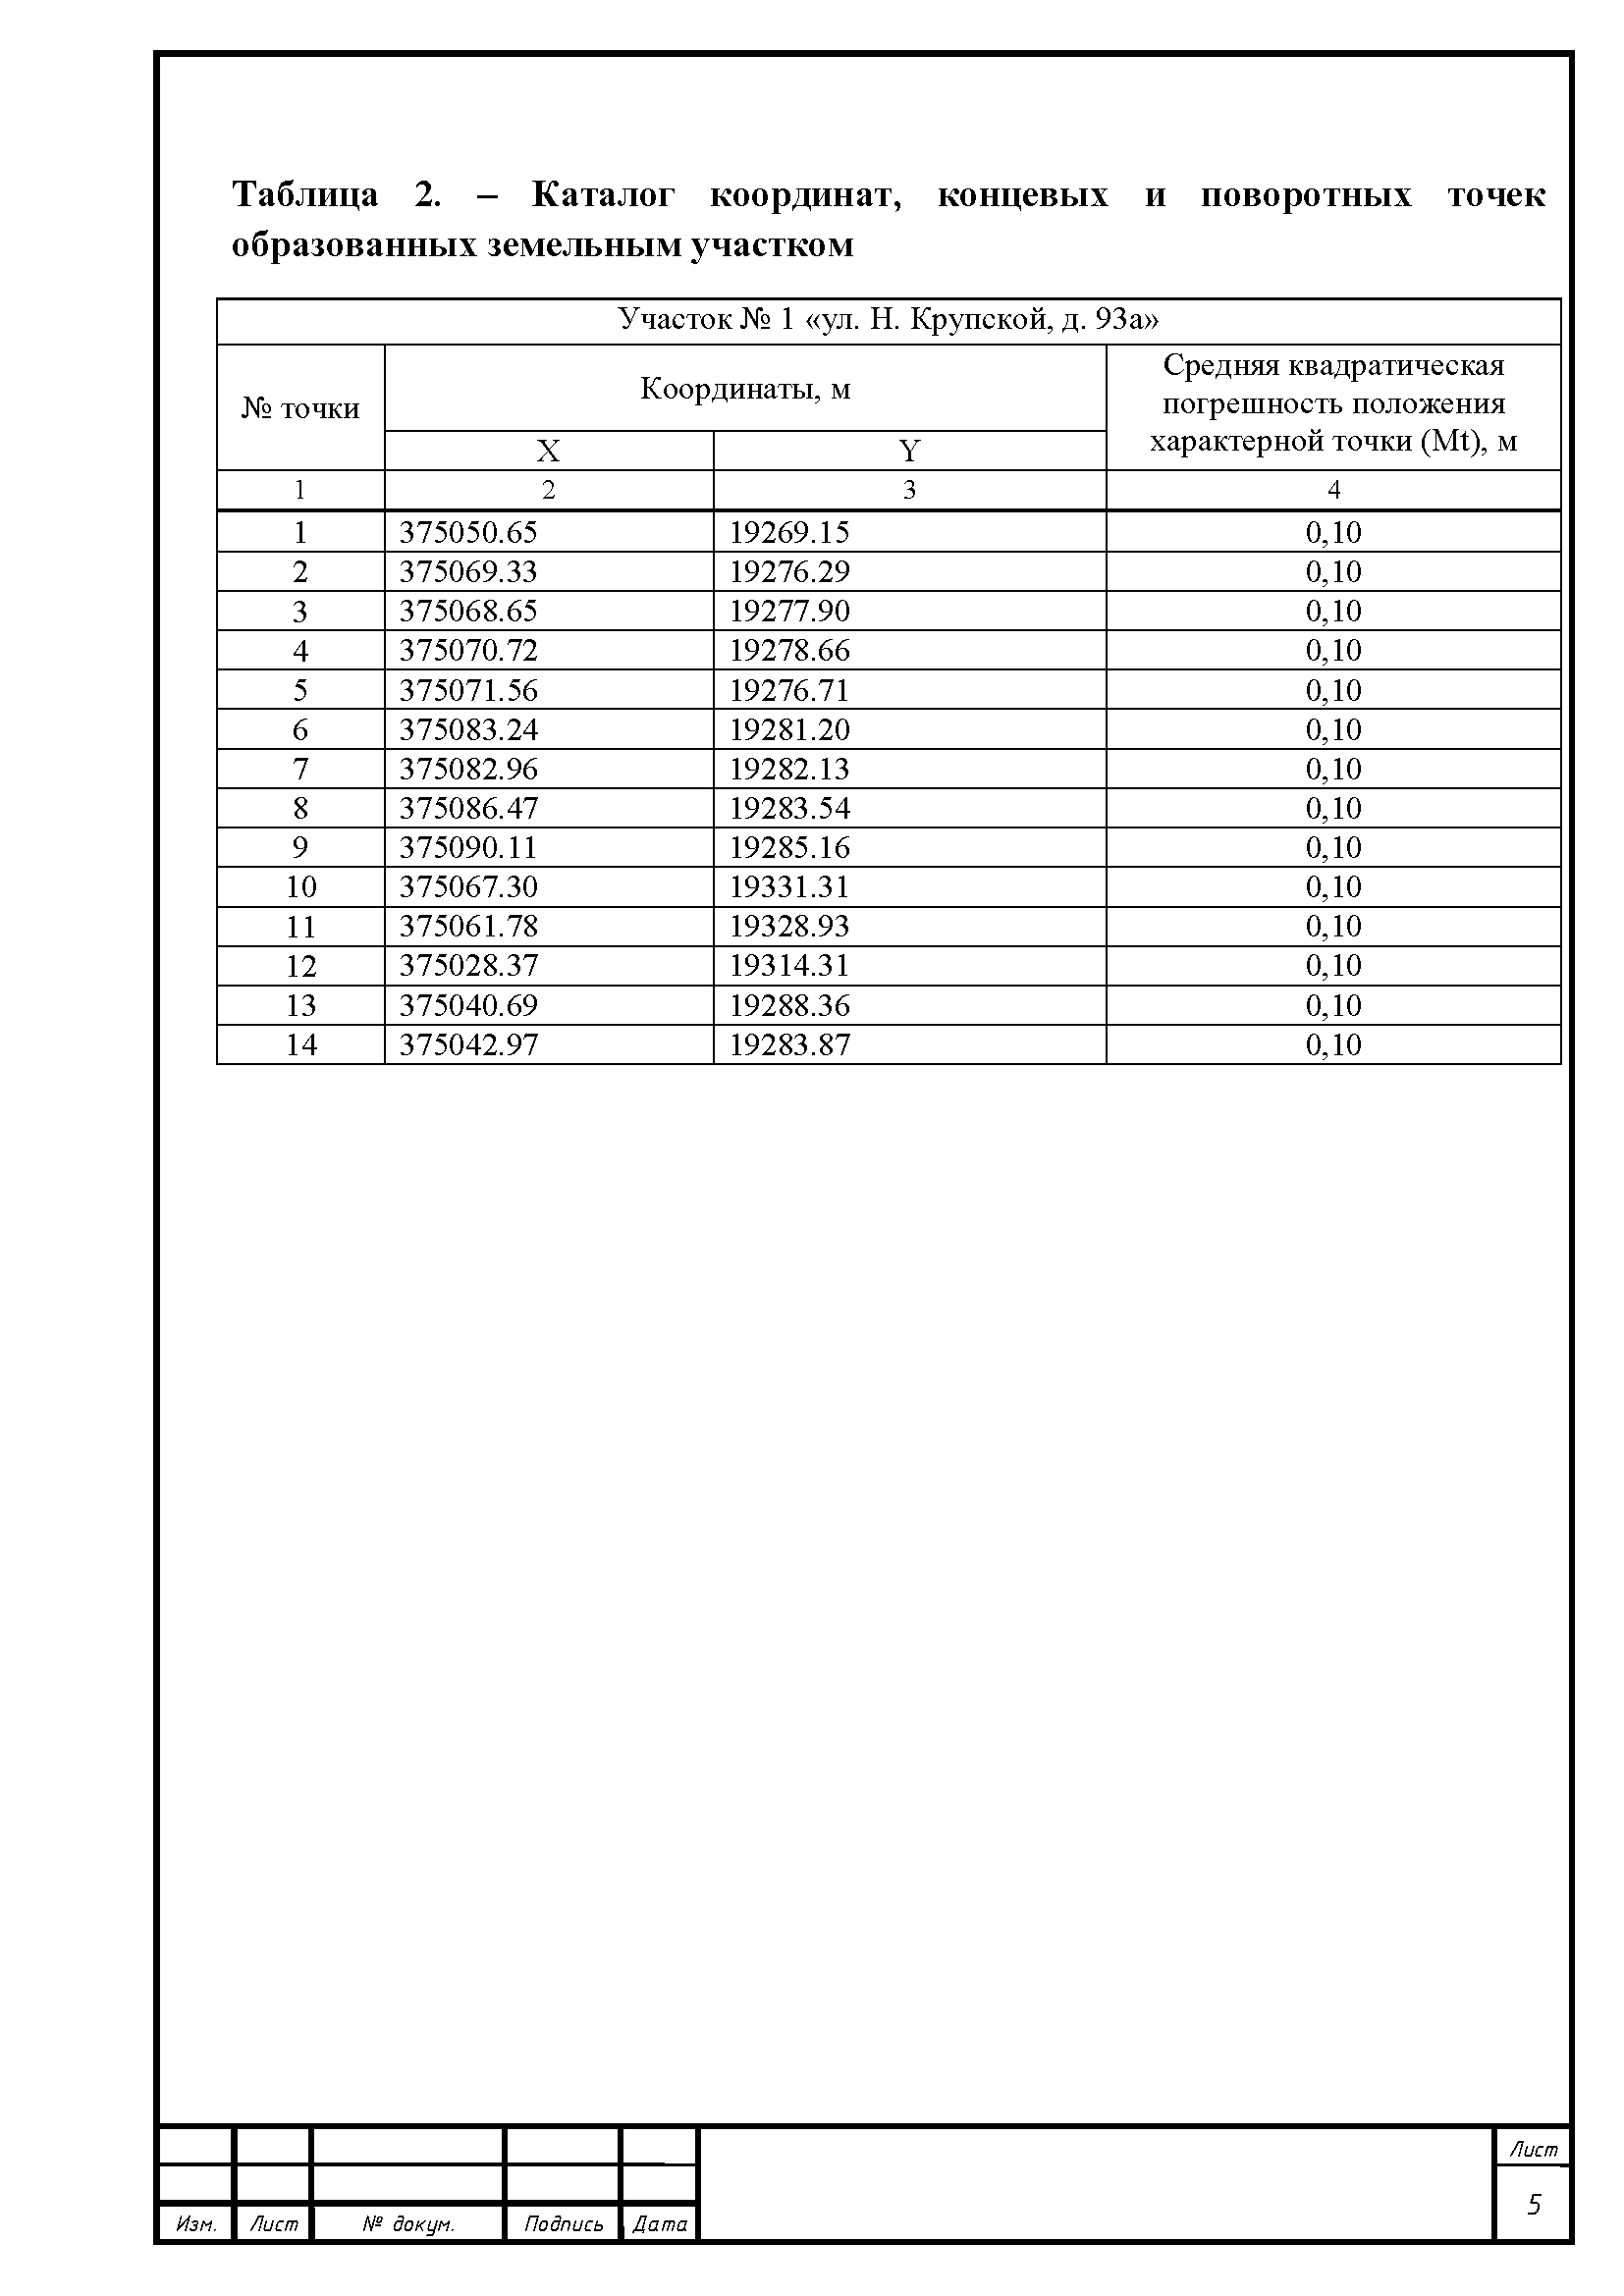 Таблица 2. – Каталог координат, концевых и поворотных точек
образованных земельным участком
Участок № 1 «ул. Н. Крупской, д. 93а»
№ точки
Координаты, м
Средняя квадратическая
погрешность положения
характерной точки (Mt), м
X Y
1 2 3 4
1 375050.65 19269.15 0,10
2 375069.33 19276.29 0,10
3 375068.65 19277.90 0,10
4 375070.72 19278.66 0,10
5 375071.56 19276.71 0,10
6 375083.24 19281.20 0,10
7 375082.96 19282.13 0,10
8 375086.47 19283.54 0,10
9 375090.11 19285.16 0,10
10 375067.30 19331.31 0,10
11 375061.78 19328.93 0,10
12 375028.37 19314.31 0,10
13 375040.69 19288.36 0,10
14 375042.97 19283.87 0,10
Лист
5
Изм. Лист № докум. Подпись Дата